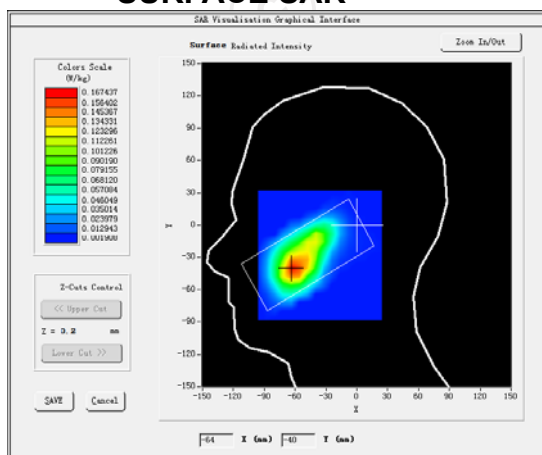 SURFACE SAR
SAR Visualisation Graphical Interface
Surface Radiated Intensity
Zoom In/Out
Colors Scale
(W/kg)
0.167437
0.156402
0.145367
0.134331
0.123296
0.112261
0.101226
0.090190
0.079155
0.068120
0.057084
0.046049
0.035014
0.023979
0.012943
0.001908
Z-Cuts Control
<< Upper Cut
Z = 0.2 mm
Lower Cut >>
SAVE
Cancel
150
120
90
60
30
0
-30
-60
-90
-120
-150
Y
-150 -120 -90 -60 -30 0 30 60 90 120 150
X
-64 X (mm) -40 Y (mm)